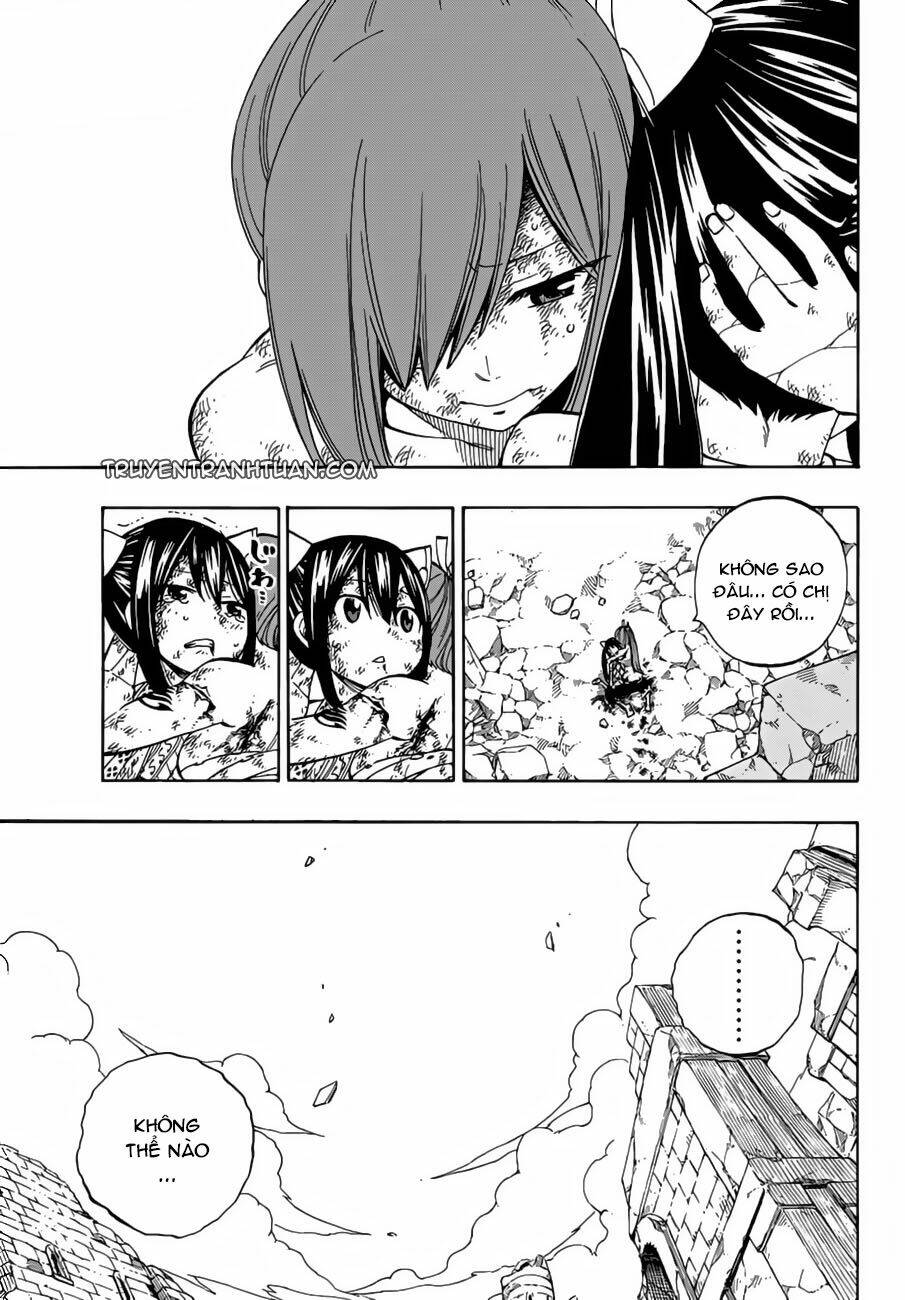 TRUYENTRANHTUAN.COM
KHÔNG SAO
ĐÂU... CÓ CHỊ
ĐÂY RỒI...
じわ…
.........
KHÔNG
THỂ NÀO
...